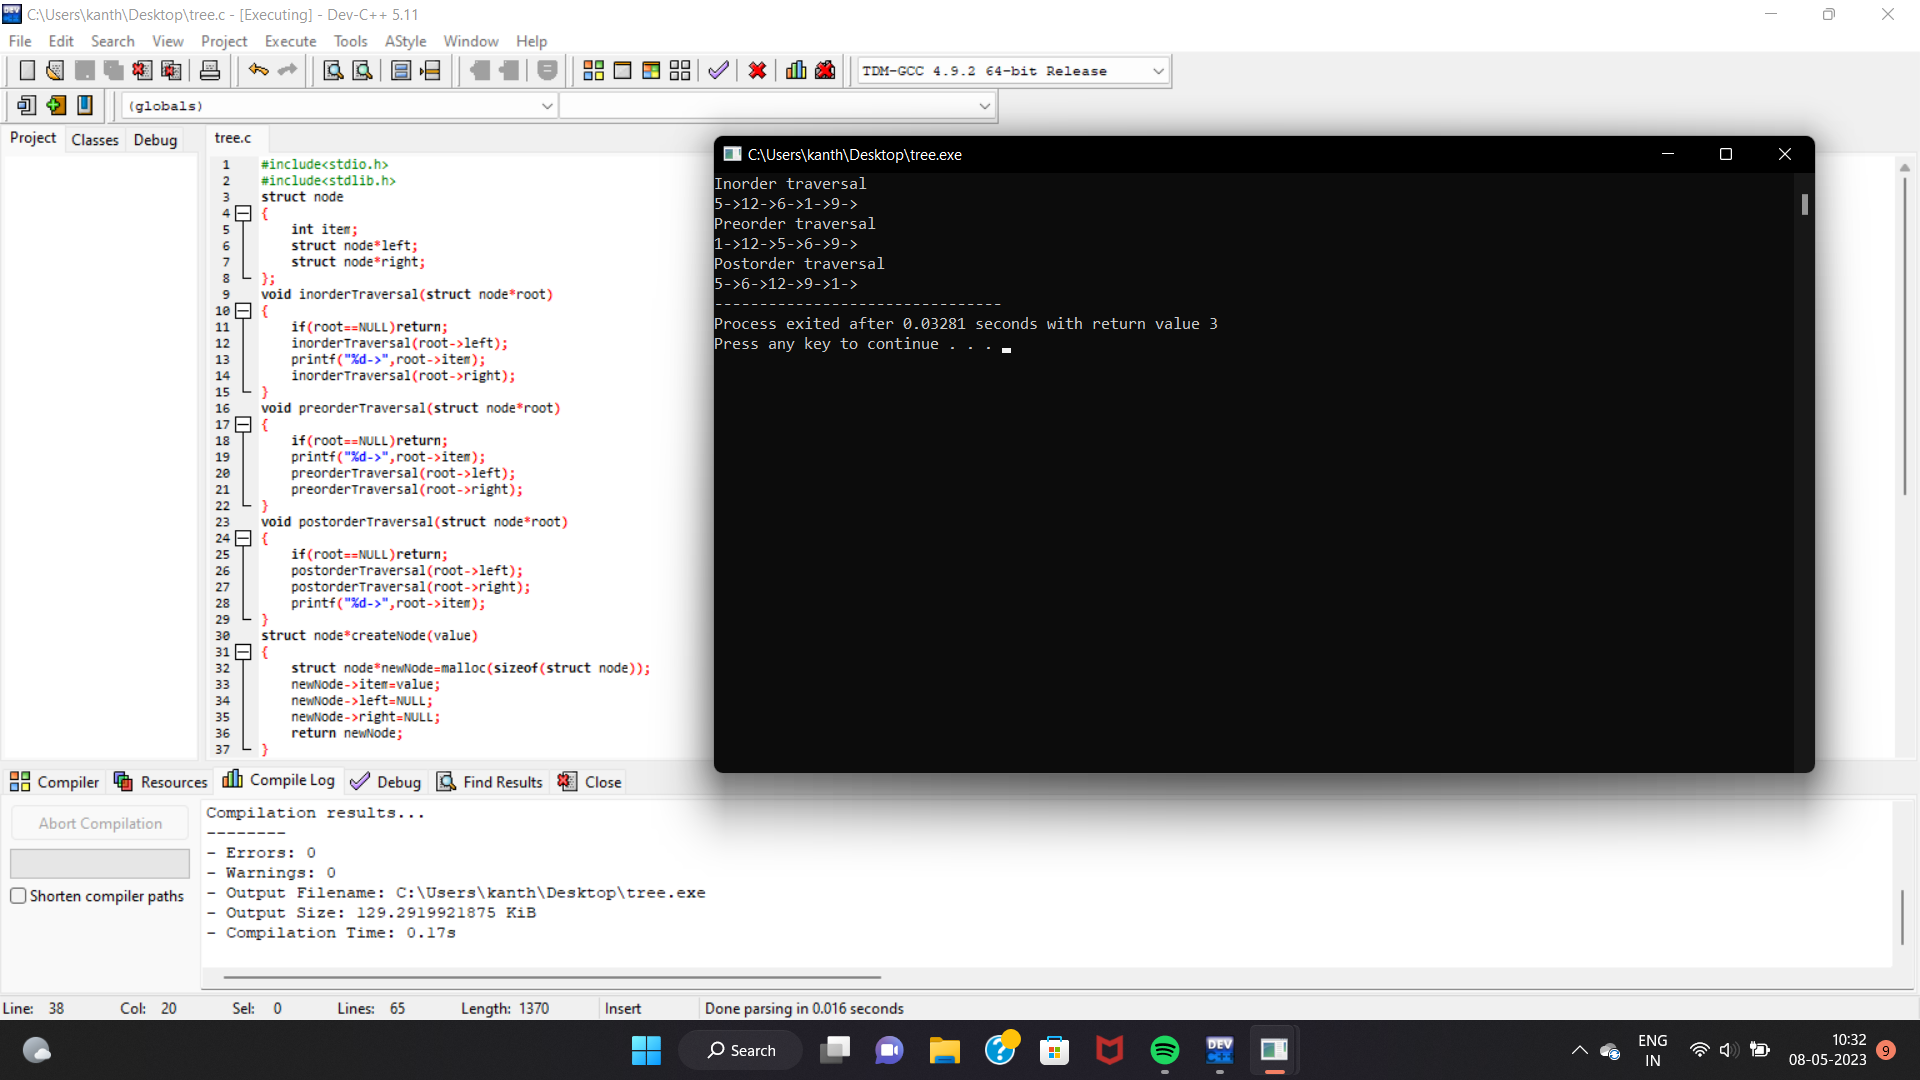 C:\Users\kanth\Desktop\tree.c - [Executing] - Dev-C++ 5.11
File Edit Search View Project Execute Tools AStyle Window Help
TDM-GCC 4.9.2 64-bit Release
(globals)
Project Classes Debug
tree.c
1 #include<stdio.h>
2 #include<stdlib.h>
3 struct node
4 {
5 int item;
6 struct node*left;
7 struct node*right;
8 };
9 void inorderTraversal(struct node*root)
10 {
11 if(root==NULL)return;
12 inorderTraversal(root->left);
13 printf("%d->",root->item);
14 inorderTraversal(root->right);
15 }
16 void preorderTraversal(struct node*root)
17 {
18 if(root==NULL)return;
19 printf("%d->",root->item);
20 preorderTraversal(root->left);
21 preorderTraversal(root->right);
22 }
23 void postorderTraversal(struct node*root)
24 {
25 if(root==NULL)return;
26 postorderTraversal(root->left);
27 postorderTraversal(root->right);
28 printf("%d->",root->item);
29 }
30 struct node*createNode(value)
31 {
32 struct node*newNode=malloc(sizeof(struct node));
33 newNode->item=value;
34 newNode->left=NULL;
35 newNode->right=NULL;
36 return newNode;
37 }
C:\Users\kanth\Desktop\tree.exe
Inorder traversal
5->12->6->1->9->
Preorder traversal
1->12->5->6->9->
Postorder traversal
5->6->12->9->1->
--------------------------------
Process exited after 0.03281 seconds with return value 3
Press any key to continue . . .
Compiler Resources Compile Log Debug Find Results Close
Abort Compilation
Shorten compiler paths
Compilation results...
--------
- Errors: 0
- Warnings: 0
- Output Filename: C:\Users\kanth\Desktop\tree.exe
- Output Size: 129.2919921875 KiB
- Compilation Time: 0.17s
Line: 38 Col: 20 Sel: 0 Lines: 65 Length: 1370 Insert Done parsing in 0.016 seconds
Search
DEV C++
ENG
IN
10:32
08-05-2023
9